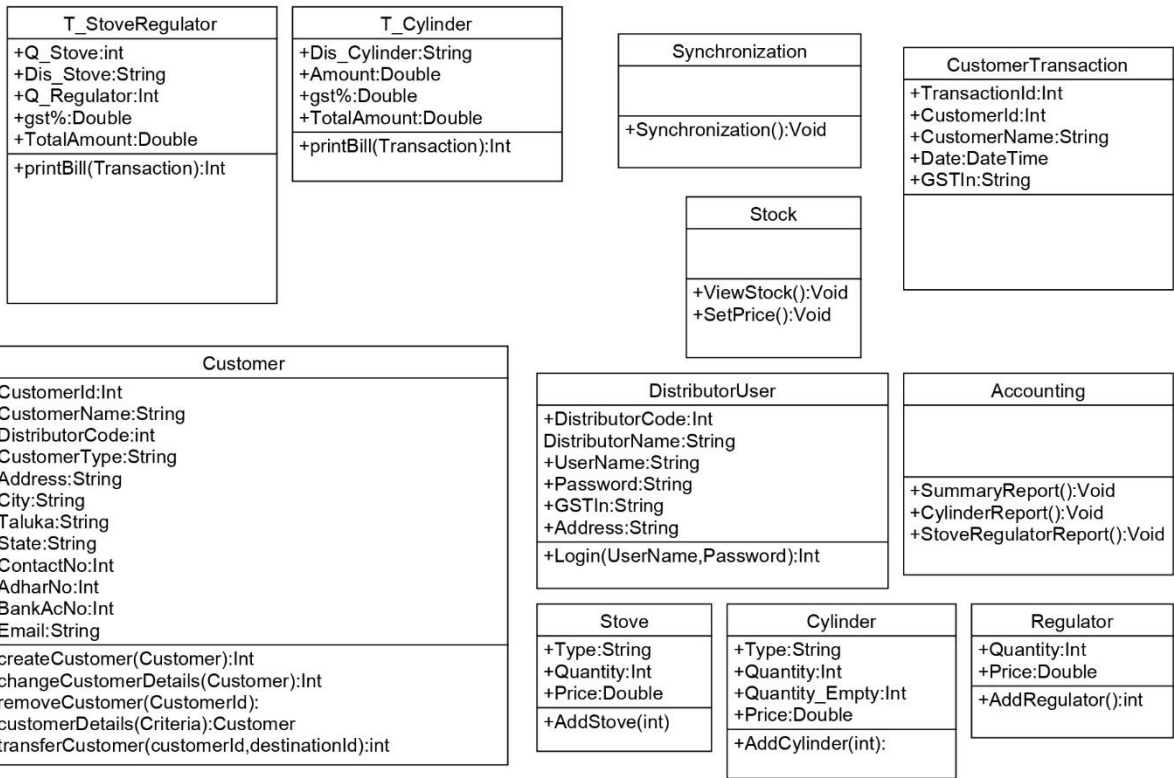 T_StoveRegulator
+Q_Stove:int
+Dis_Stove:String
+Q_Regulator:Int
+gst%:Double
+TotalAmount:Double
+printBill(Transaction):Int
T_Cylinder
+Dis_Cylinder:String
+Amount:Double
+gst%:Double
+TotalAmount:Double
+printBill(Transaction):Int
Synchronization
+Synchronization():Void
CustomerTransaction
+TransactionId:Int
+CustomerId:Int
+CustomerName:String
+Date:DateTime
+GSTIn:String
Stock
+ViewStock():Void
+SetPrice():Void
Customer
CustomerId:Int
CustomerName:String
DistributorCode:int
CustomerType:String
Address:String
City:String
Taluka:String
State:String
ContactNo:Int
AdharNo:Int
BankAcNo:Int
Email:String
createCustomer(Customer):Int
changeCustomerDetails(Customer):Int
removeCustomer(CustomerId):
customerDetails(Criteria):Customer
transferCustomer(customerId,destinationId):int
DistributorUser
+DistributorCode:Int
DistributorName:String
+UserName:String
+Password:String
+GSTIn:String
+Address:String
+Login(UserName,Password):Int
Accounting
+SummaryReport():Void
+CylinderReport():Void
+StoveRegulatorReport():Void
Stove
+Type:String
+Quantity:Int
+Price:Double
+AddStove(int)
Cylinder
+Type:String
+Quantity:Int
+Quantity_Empty:Int
+Price:Double
+AddCylinder(int):
Regulator
+Quantity:Int
+Price:Double
+AddRegulator():int